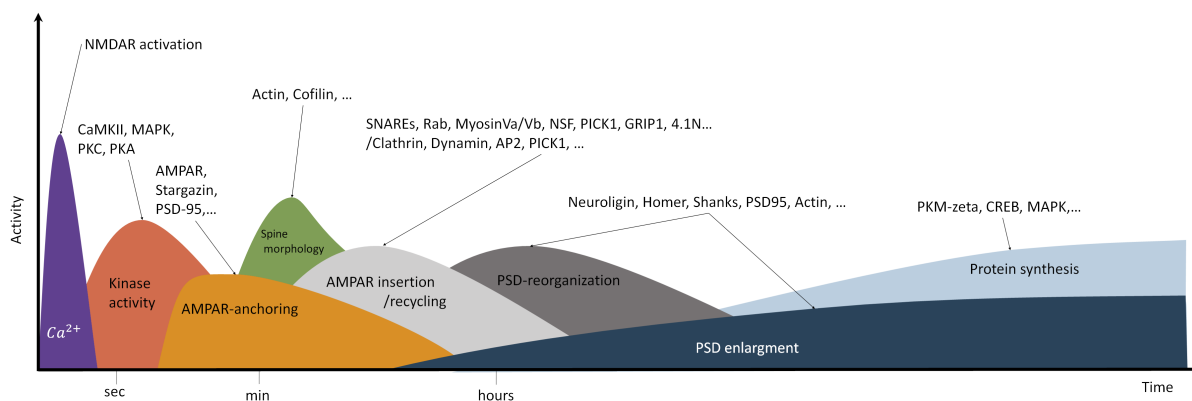 NMDAR activation
Actin, Cofilin, ...
CaMKII, MAPK,
PKC, PKA
SNAREs, Rab, MyosinVa/Vb, NSF, PICK1, GRIP1, 4.1N...
/Clathrin, Dynamin, AP2, PICK1, ...
AMPAR,
Stargazin,
PSD-95,...
Neuroligin, Homer, Shanks, PSD95, Actin, ...
PKM-zeta, CREB, MAPK,...
Activity
Spine
morphology
Kinase
activity
AMPAR-anchoring
AMPAR insertion
/recycling
PSD-reorganization
Protein synthesis
Ca²⁺
PSD enlargment
sec
min
hours
Time